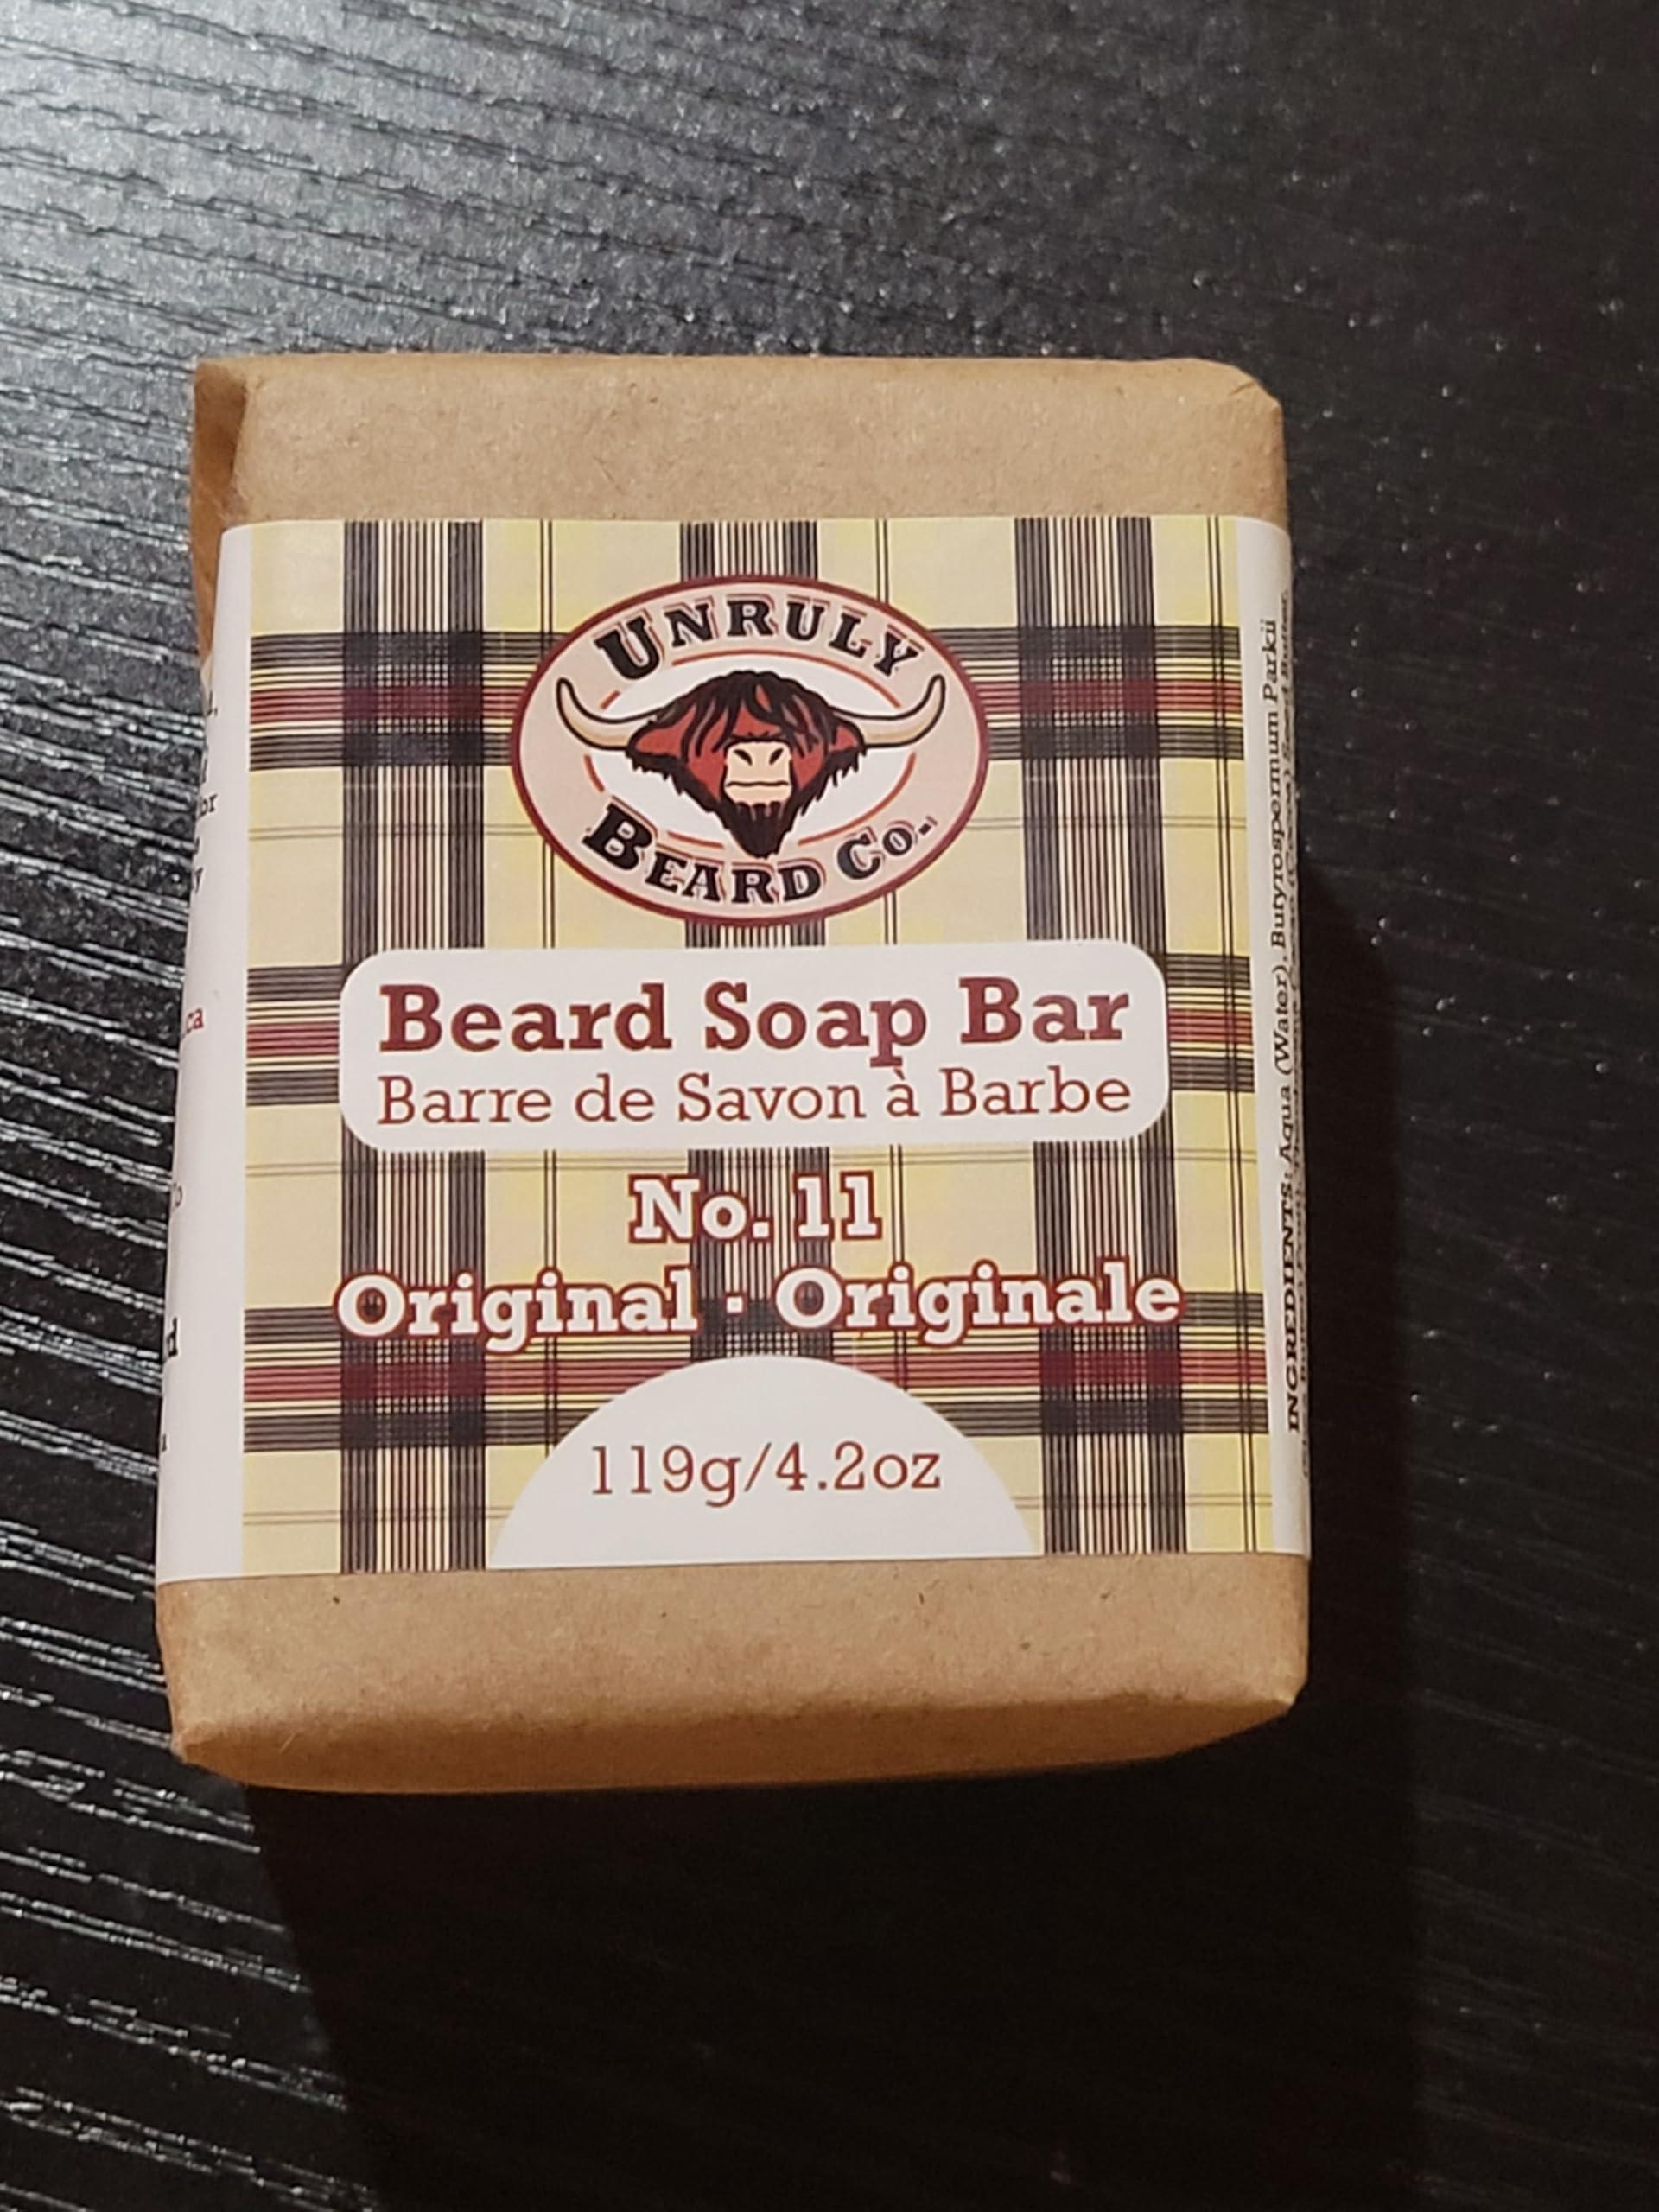 UNRULY
BEARD CO.
Beard Soap Bar
Barre de Savon à Barbe
No. 11
Original · Originale
119g/4.2oz
INGREDIENTS: Aqua (Water), Butyrospermum Parkii